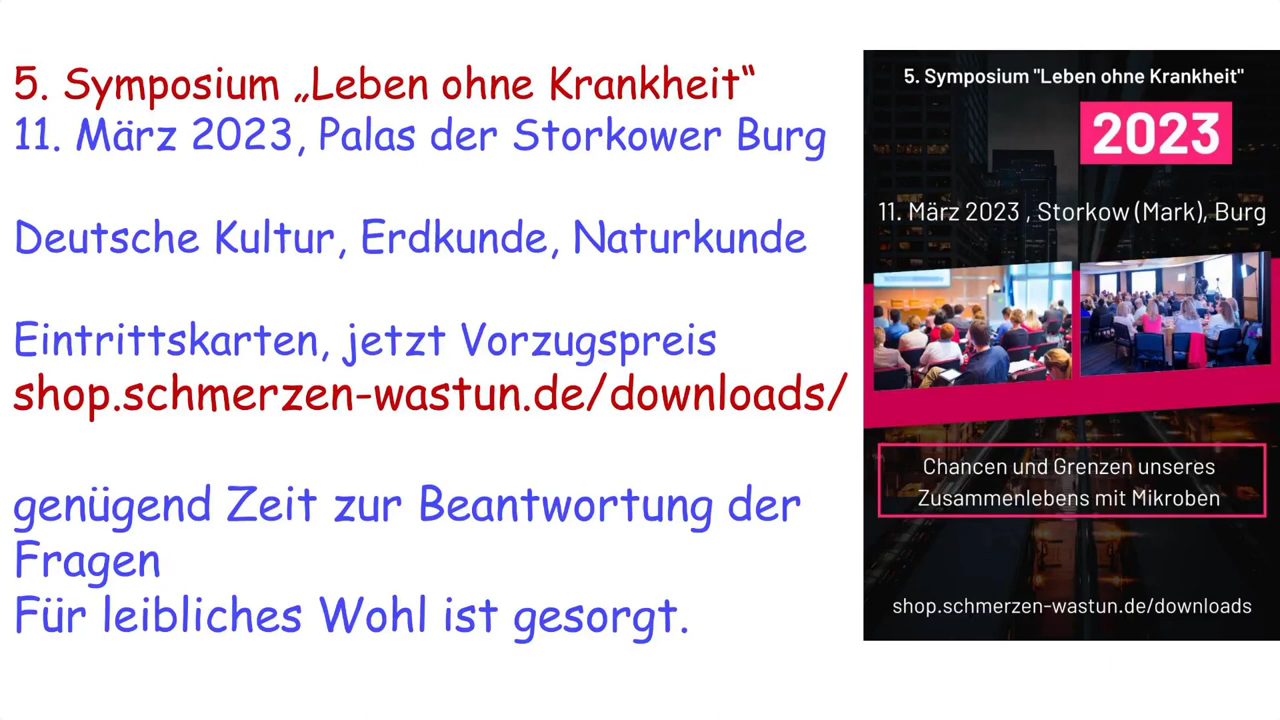 5. Symposium „Leben ohne Krankheit“
11. März 2023, Palas der Storkower Burg
Deutsche Kultur, Erdkunde, Naturkunde
Eintrittskarten, jetzt Vorzugspreis
shop.schmerzen-wastun.de/downloads/
genügend Zeit zur Beantwortung der
Fragen
Für leibliches Wohl ist gesorgt.
5. Symposium "Leben ohne Krankheit"
2023
11. März 2023 , Storkow (Mark), Burg
Chancen und Grenzen unseres
Zusammenlebens mit Mikroben
shop.schmerzen-wastun.de/downloads